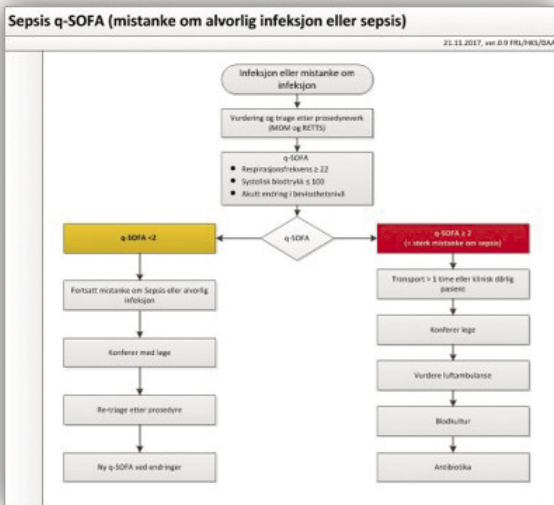 Sepsis q-SOFA (mistanke om alvorlig infeksjon eller sepsis)
21.11.2017, ver.0.9 FRL/HKS/DAA
Infeksjon eller mistanke om
infeksjon
Vurdering og triage etter prosedyreverk
(MOM og RETTS)
q-SOFA
Respirasjonsfrekvens ≥ 22
Systolisk blodtrykk ≤ 100
Akutt endring i bevissthetsnivå
q-SOFA <2
q-SOFA
q-SOFA ≥ 2
(= sterk mistanke om sepsis)
Fortsatt mistanke om Sepsis eller alvorlig
infeksjon
Konferer med lege
Re-triage etter prosedyre
Ny q-SOFA ved endringer
Transport > 1 time eller klinisk dårlig
pasient
Konferer lege
Vurdere luftambulanse
Blodkultur
Antibiotika